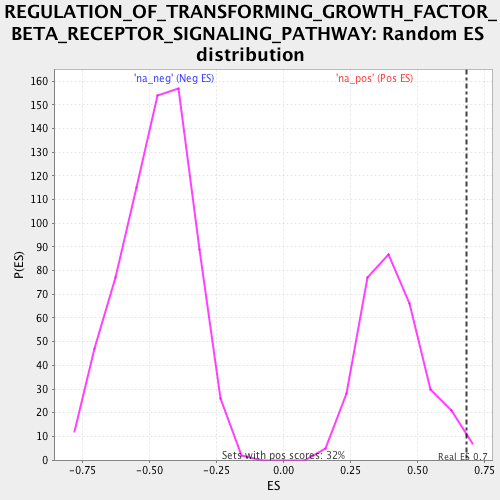 REGULATION_OF_TRANSFORMING_GROWTH_FACTOR_
BETA_RECEPTOR_SIGNALING_PATHWAY: Random ES
distribution
'na_neg' (Neg ES)
'na_pos' (Pos ES)
160
150
140
130
120
110
100
90
80
70
60
50
40
30
20
10
0
P(ES)
Sets with pos scores: 32%
Real ES 0.7
-0.75
-0.50
-0.25
0.00
0.25
0.50
0.75
ES